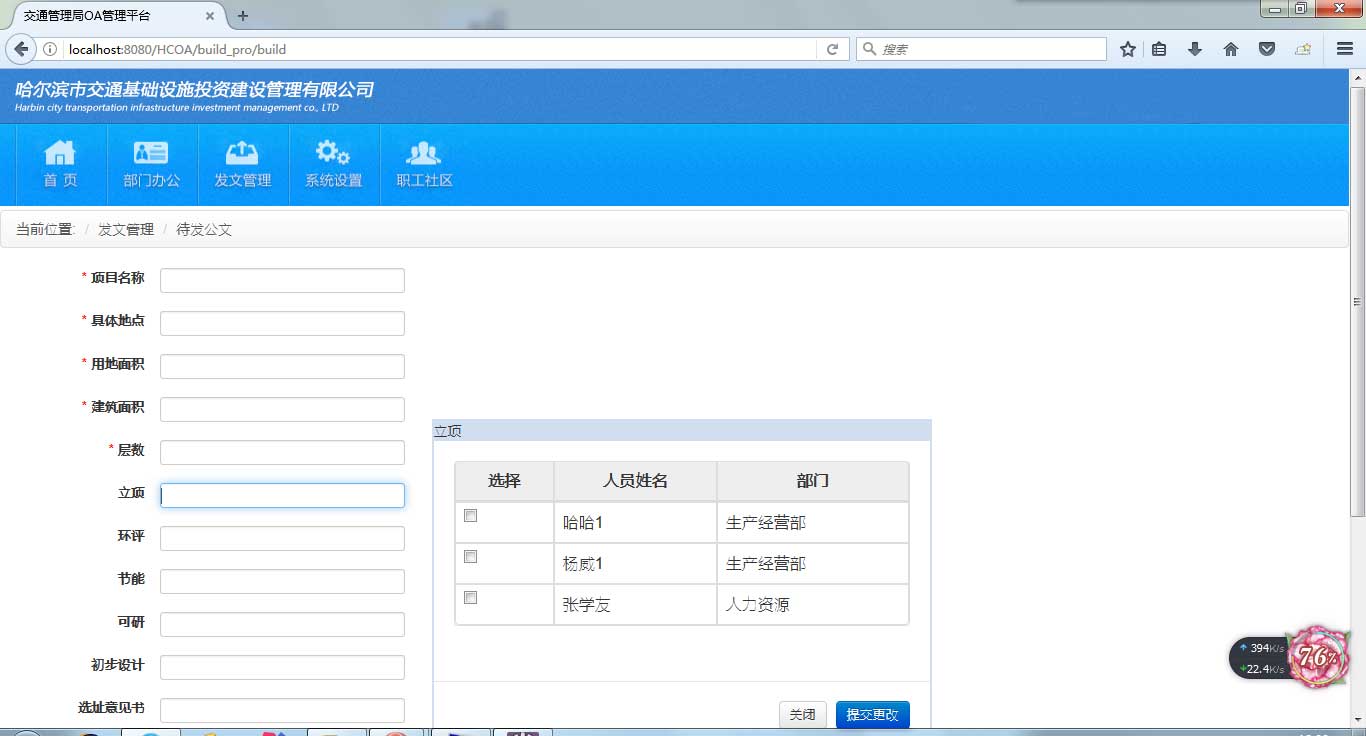 交通管理局OA管理平台
localhost:8080/HCOA/build_pro/build
搜索
哈尔滨市交通基础设施投资建设管理有限公司
Harbin city transportation infrastructure investment management co., LTD
首 页
部门办公
发文管理
系统设置
职工社区
当前位置: / 发文管理 / 待发公文
* 项目名称
* 具体地点
* 用地面积
* 建筑面积
* 层数
立项
环评
节能
可研
初步设计
选址意见书
立项
选择 人员姓名 部门
哈哈1 生产经营部
杨威1 生产经营部
张学友 人力资源
关闭 提交更改
394K/s
22.4K/s
76%